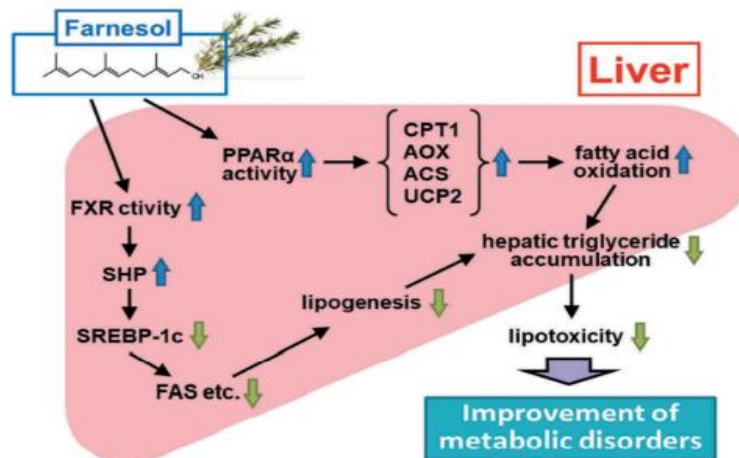 Farnesol
OH
Liver
PPARα
activity
CPT1
AOX
ACS
UCP2
fatty acid
oxidation
FXR ctivity
SHP
SREBP-1c
FAS etc.
lipogenesis
hepatic triglyceride
accumulation
lipotoxicity
Improvement of
metabolic disorders